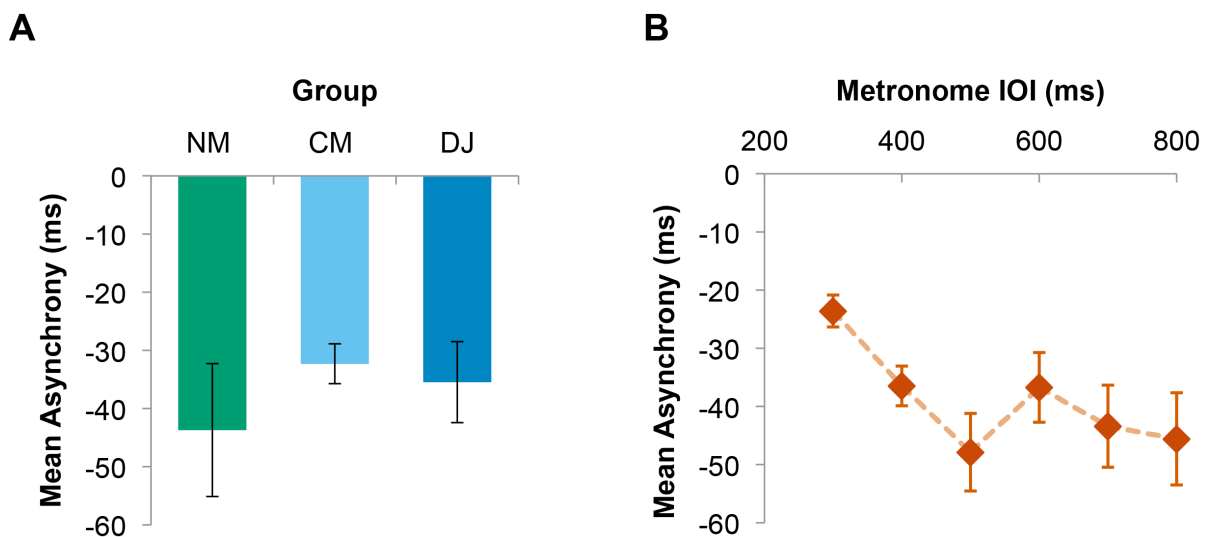 A
Group
NM CM DJ
0
-10
-20
-30
-40
-50
-60
Mean Asynchrony (ms)
B
Metronome IOI (ms)
200 400 600 800
0
-10
-20
-30
-40
-50
-60
Mean Asynchrony (ms)